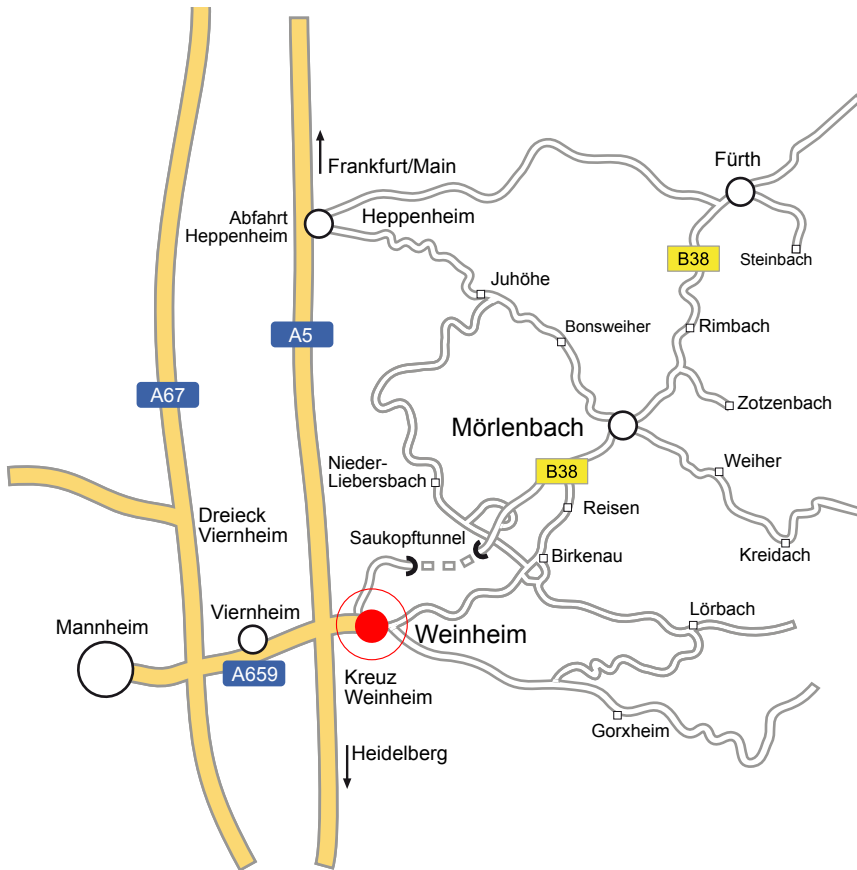 Fürth
Frankfurt/Main
Abfahrt
Heppenheim
Heppenheim
B38
Steinbach
Juhöhe
Bonsweiher
Rimbach
A5
A67
Zotzenbach
Mörlenbach
Nieder-
Liebersbach
B38
Weiher
Reisen
Dreieck
Viernheim
Saukopftunnel
Birkenau
Kreidach
Viernheim
Mannheim
Weinheim
Lörbach
A659
Kreuz
Weinheim
Gorxheim
Heidelberg